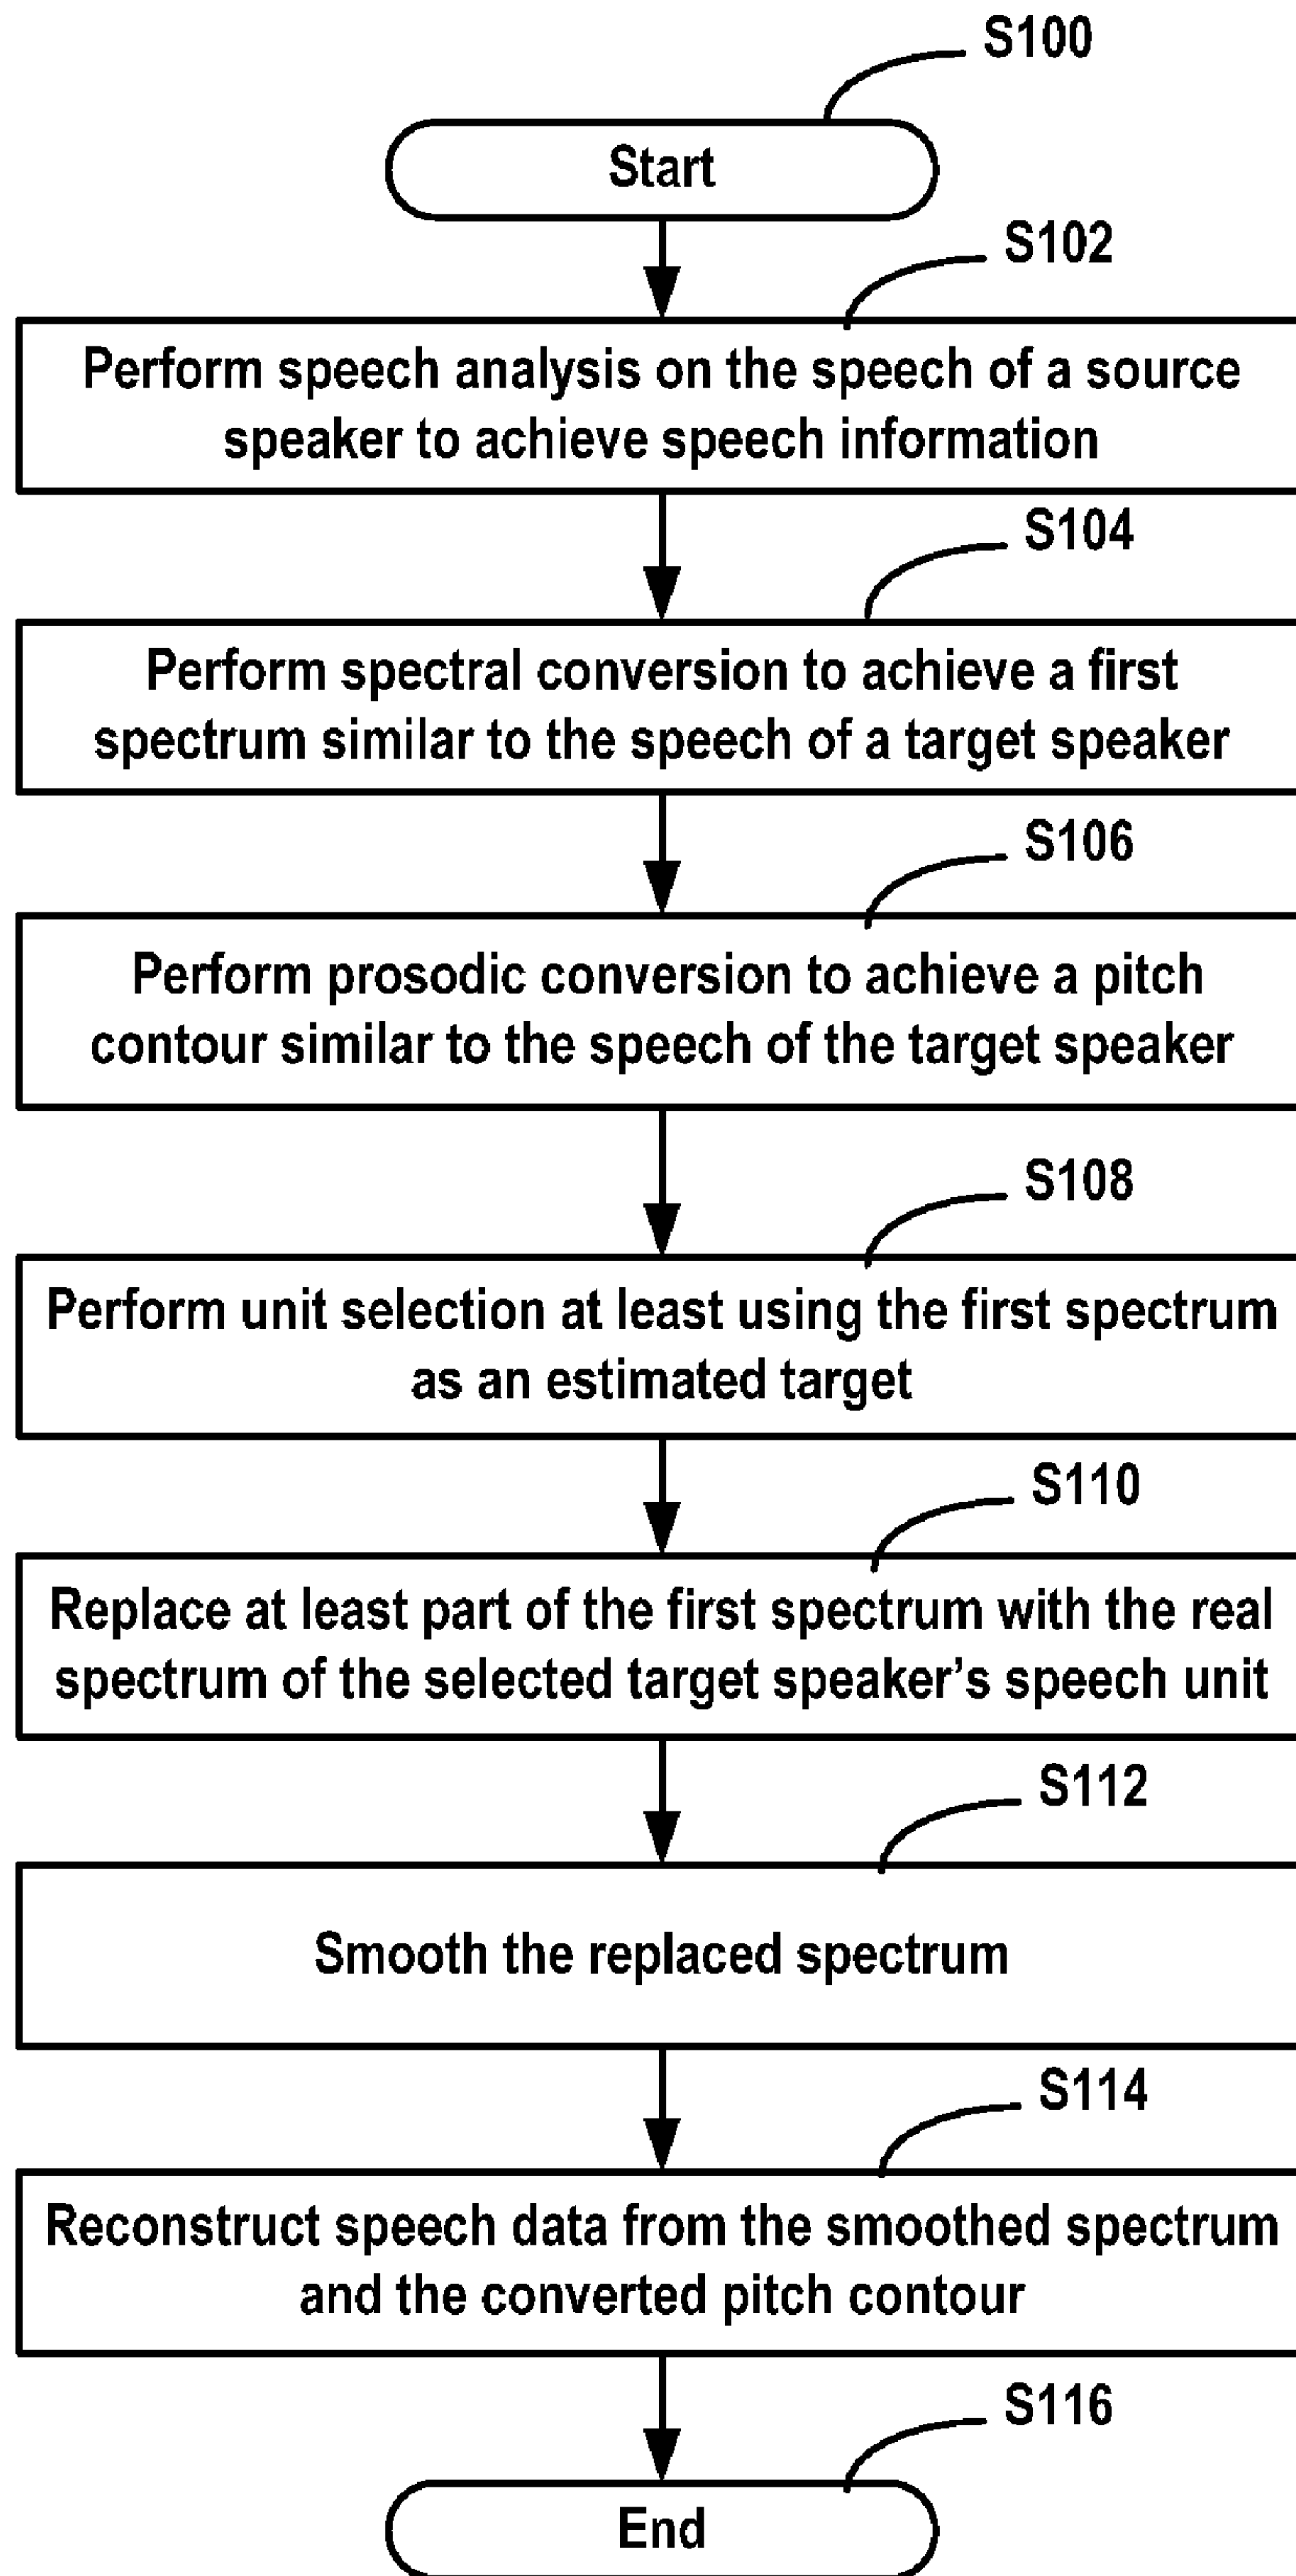 S100
Start
S102
Perform speech analysis on the speech of a source
speaker to achieve speech information
S104
Perform spectral conversion to achieve a first
spectrum similar to the speech of a target speaker
S106
Perform prosodic conversion to achieve a pitch
contour similar to the speech of the target speaker
S108
Perform unit selection at least using the first spectrum
as an estimated target
S110
Replace at least part of the first spectrum with the real
spectrum of the selected target speaker’s speech unit
S112
Smooth the replaced spectrum
S114
Reconstruct speech data from the smoothed spectrum
and the converted pitch contour
S116
End